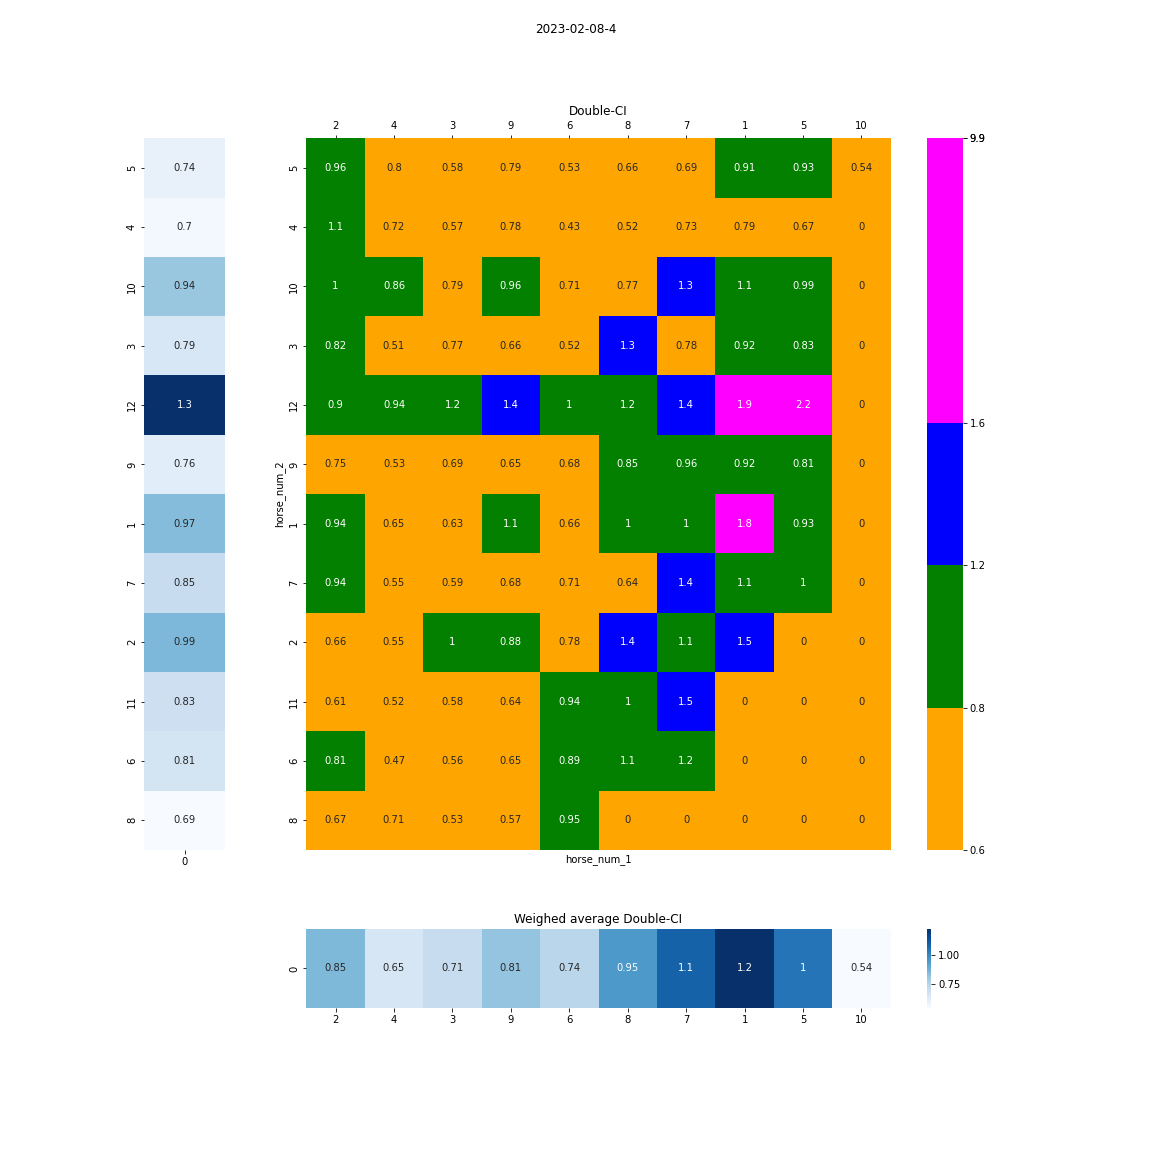 2023-02-08-4
Double-CI
2 4 3 9 6 8 7 1 5 10
9.9
5 0.74 5 0.96 0.8 0.58 0.79 0.53 0.66 0.69 0.91 0.93 0.54
4 0.7 4 1.1 0.72 0.57 0.78 0.43 0.52 0.73 0.79 0.67 0
10 0.94 10 1 0.86 0.79 0.96 0.71 0.77 1.3 1.1 0.99 0
3 0.79 3 0.82 0.51 0.77 0.66 0.52 1.3 0.78 0.92 0.83 0
12 1.3 12 0.9 0.94 1.2 1.4 1 1.2 1.4 1.9 2.2 0
1.6
9 0.76 9 0.75 0.53 0.69 0.65 0.68 0.85 0.96 0.92 0.81 0
horse_num_2
1 0.97 1 0.94 0.65 0.63 1.1 0.66 1 1 1.8 0.93 0
1.2
7 0.85 7 0.94 0.55 0.59 0.68 0.71 0.64 1.4 1.1 1 0
2 0.99 2 0.66 0.55 1 0.88 0.78 1.4 1.1 1.5 0 0
11 0.83 11 0.61 0.52 0.58 0.64 0.94 1 1.5 0 0 0
0.8
6 0.81 6 0.81 0.47 0.56 0.65 0.89 1.1 1.2 0 0 0
8 0.69 8 0.67 0.71 0.53 0.57 0.95 0 0 0 0 0
0.6
0
horse_num_1
Weighed average Double-CI
1.00
0 0.85 0.65 0.71 0.81 0.74 0.95 1.1 1.2 1 0.54
0.75
2 4 3 9 6 8 7 1 5 10